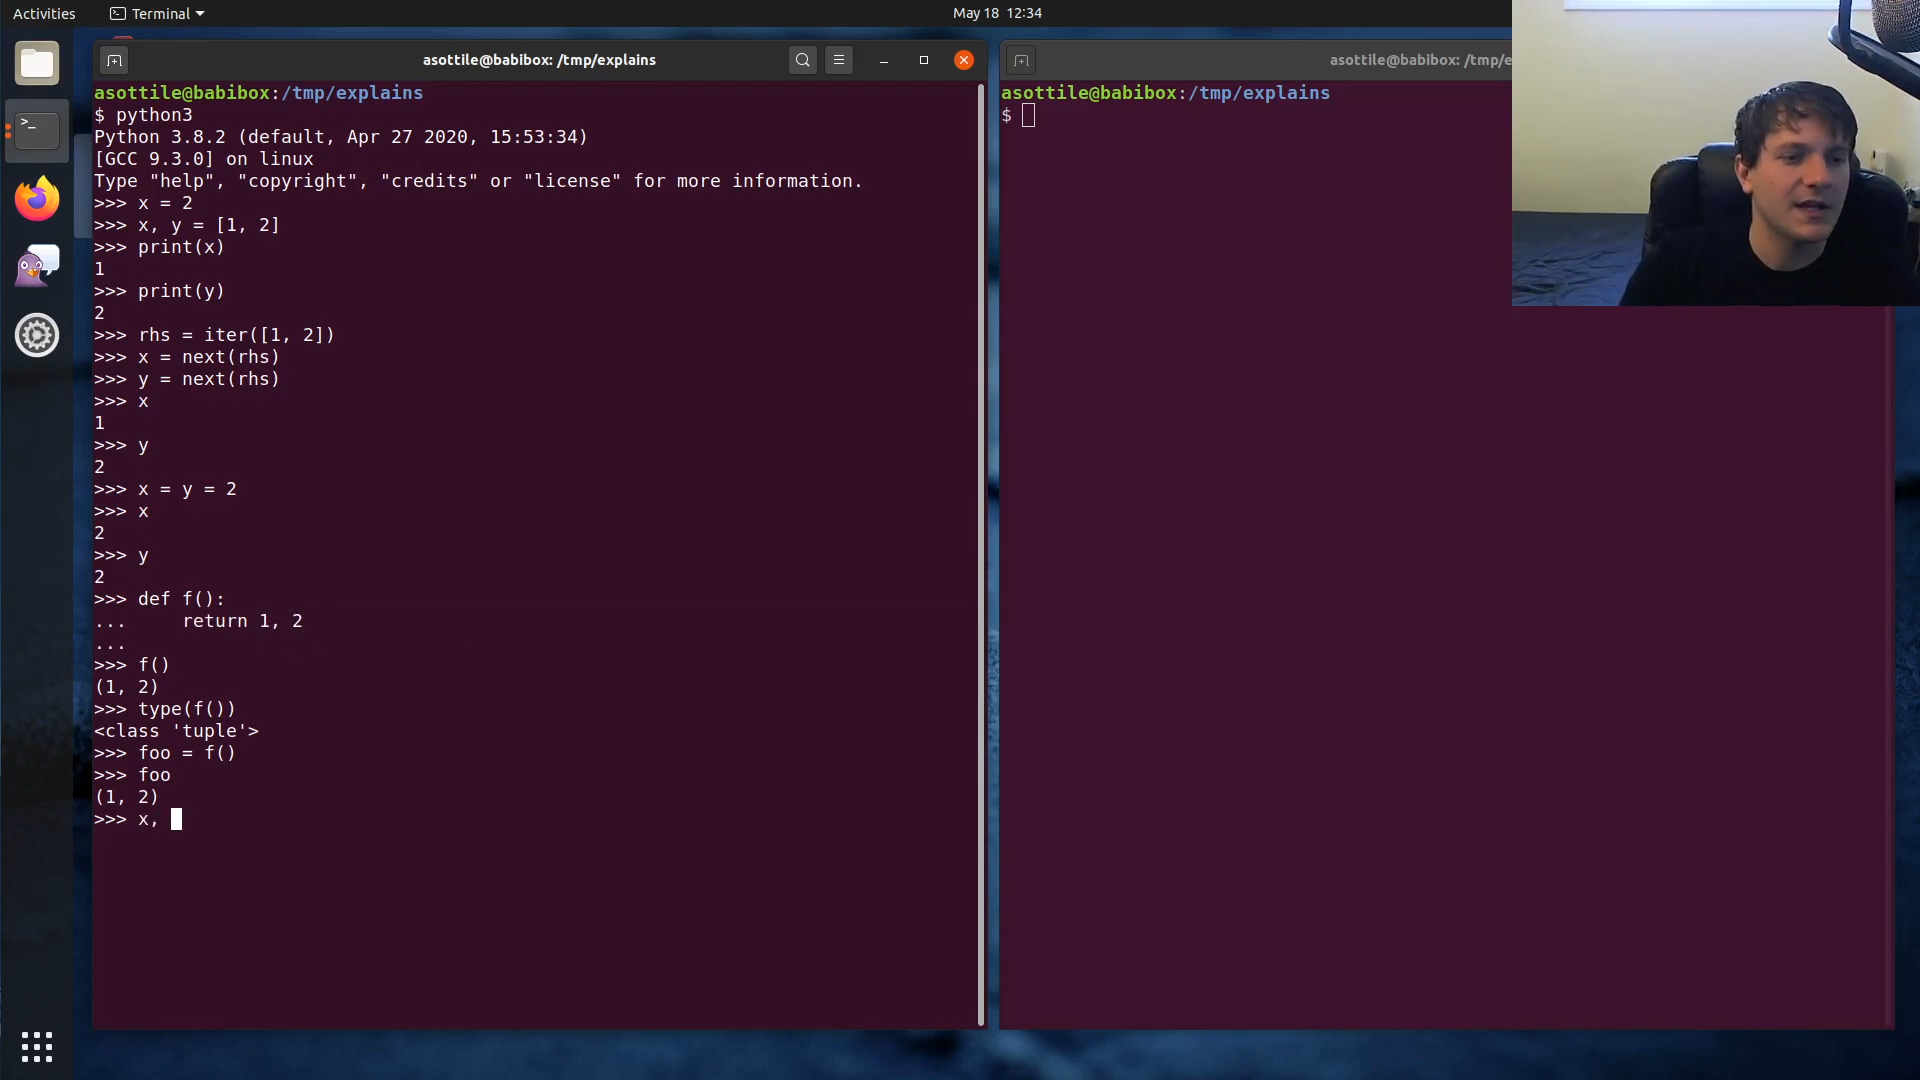 Activities
Terminal
May 18 12:34
asottile@babibox: /tmp/explains
asottile@babibox:/tmp/explains
$ python3
Python 3.8.2 (default, Apr 27 2020, 15:53:34)
[GCC 9.3.0] on linux
Type "help", "copyright", "credits" or "license" for more information.
>>> x = 2
>>> x, y = [1, 2]
>>> print(x)
1
>>> print(y)
2
>>> rhs = iter([1, 2])
>>> x = next(rhs)
>>> y = next(rhs)
>>> x
1
>>> y
2
>>> x = y = 2
>>> x
2
>>> y
2
>>> def f():
...     return 1, 2
...
>>> f()
(1, 2)
>>> type(f())
<class 'tuple'>
>>> foo = f()
>>> foo
(1, 2)
>>> x,
asottile@babibox: /tmp/e
asottile@babibox:/tmp/explains
$